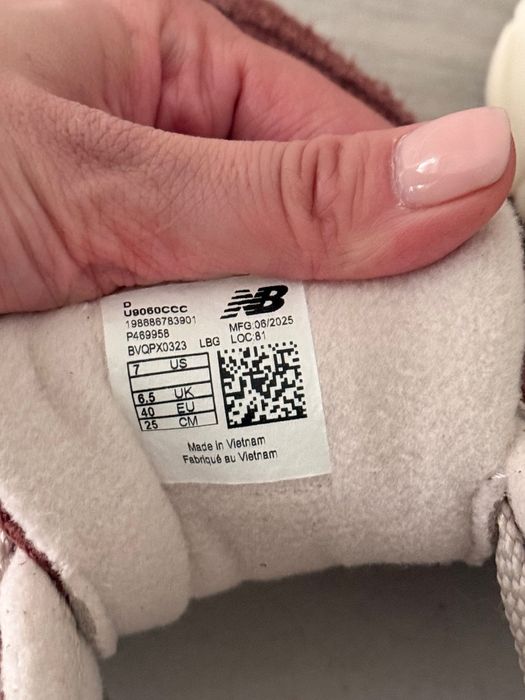 D
U9060CCC
198686783901
P469958
BVQPX0323 LBG
NB
MFG:06/2025
LOC:81
7 US
6,5 UK
40 EU
25 CM
Made in Vietnam
Fabriqué au Vietnam